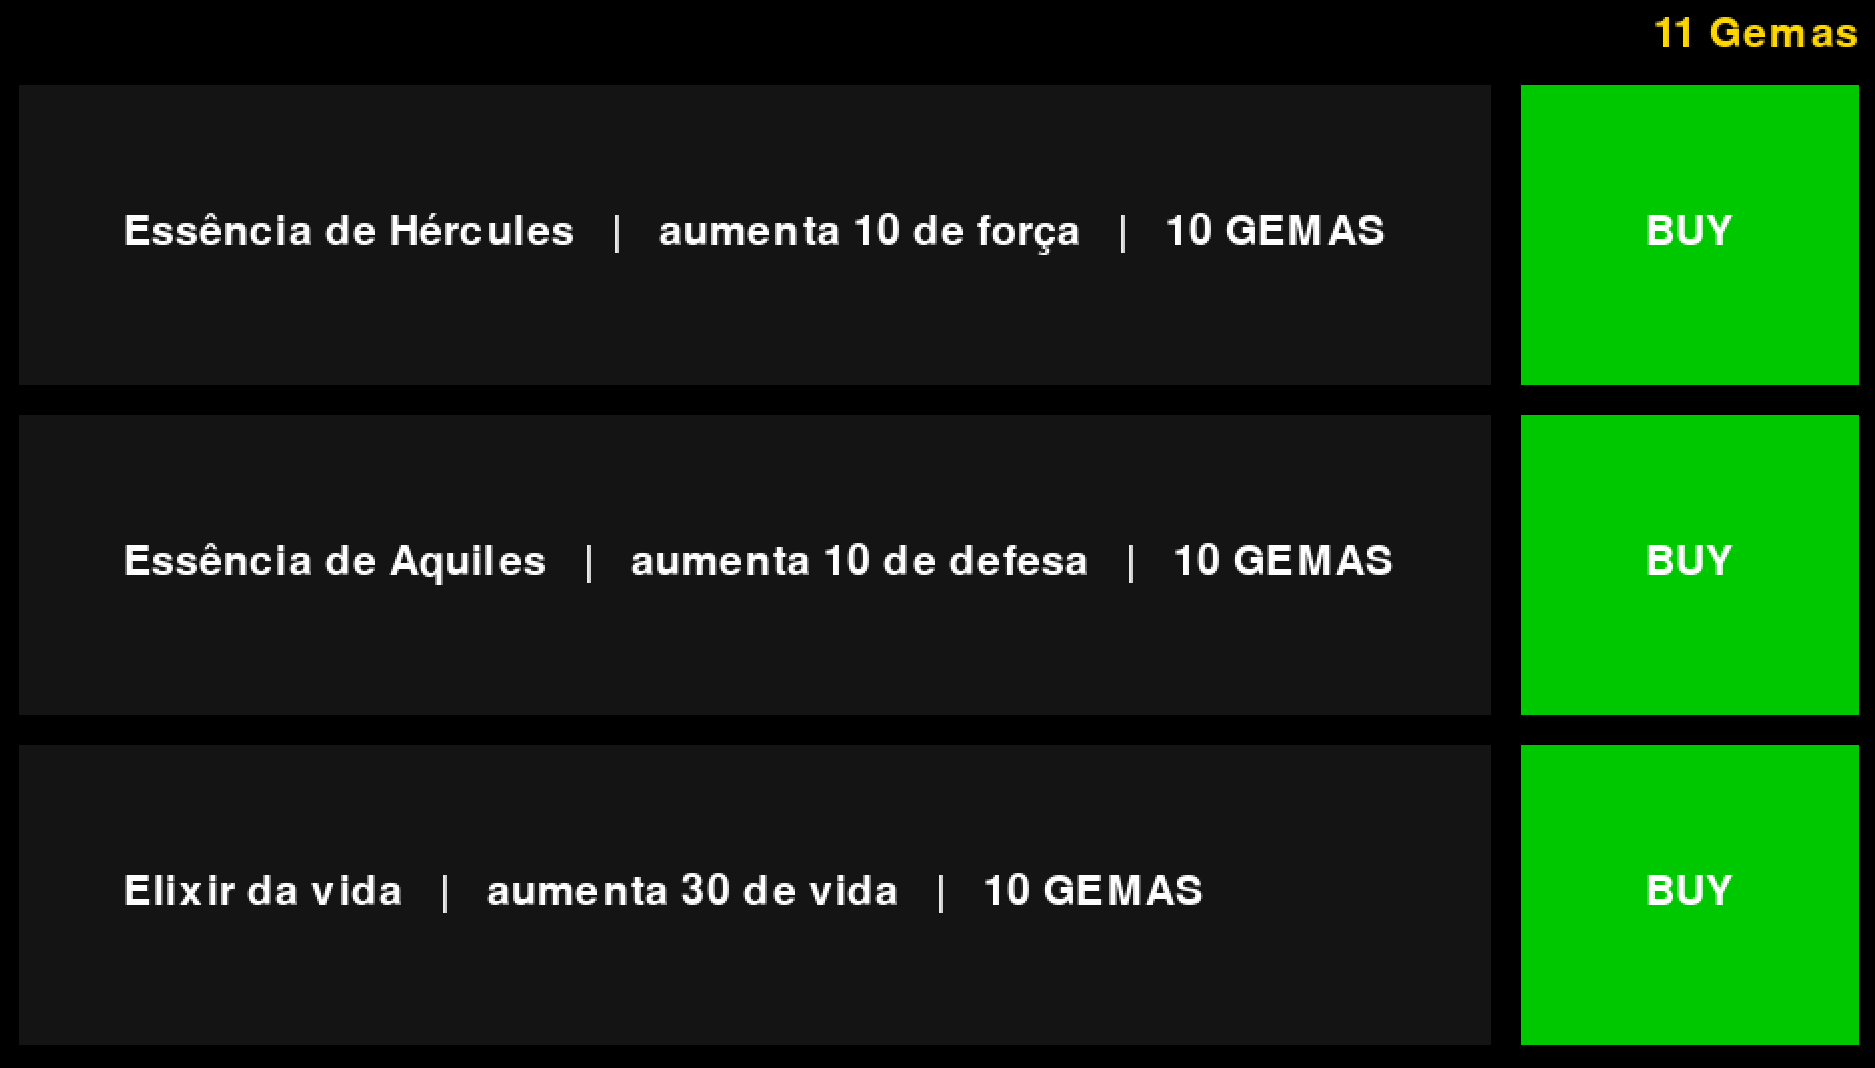 11 Gemas
Essência de Hércules | aumenta 10 de força | 10 GEMAS
BUY
Essência de Aquiles | aumenta 10 de defesa | 10 GEMAS
BUY
Elixir da vida | aumenta 30 de vida | 10 GEMAS
BUY